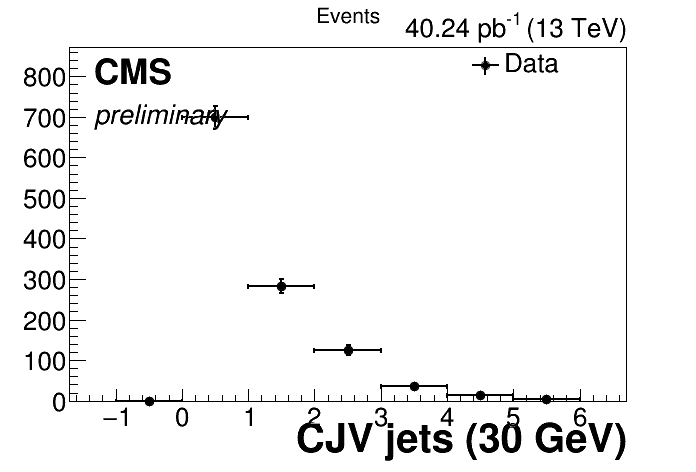 Events
40.24 pb-1 (13 TeV)
CMS
preliminary
Data
800
700
600
500
400
300
200
100
0
−1 0 1 2 3 4 5 6
CJV jets (30 GeV)